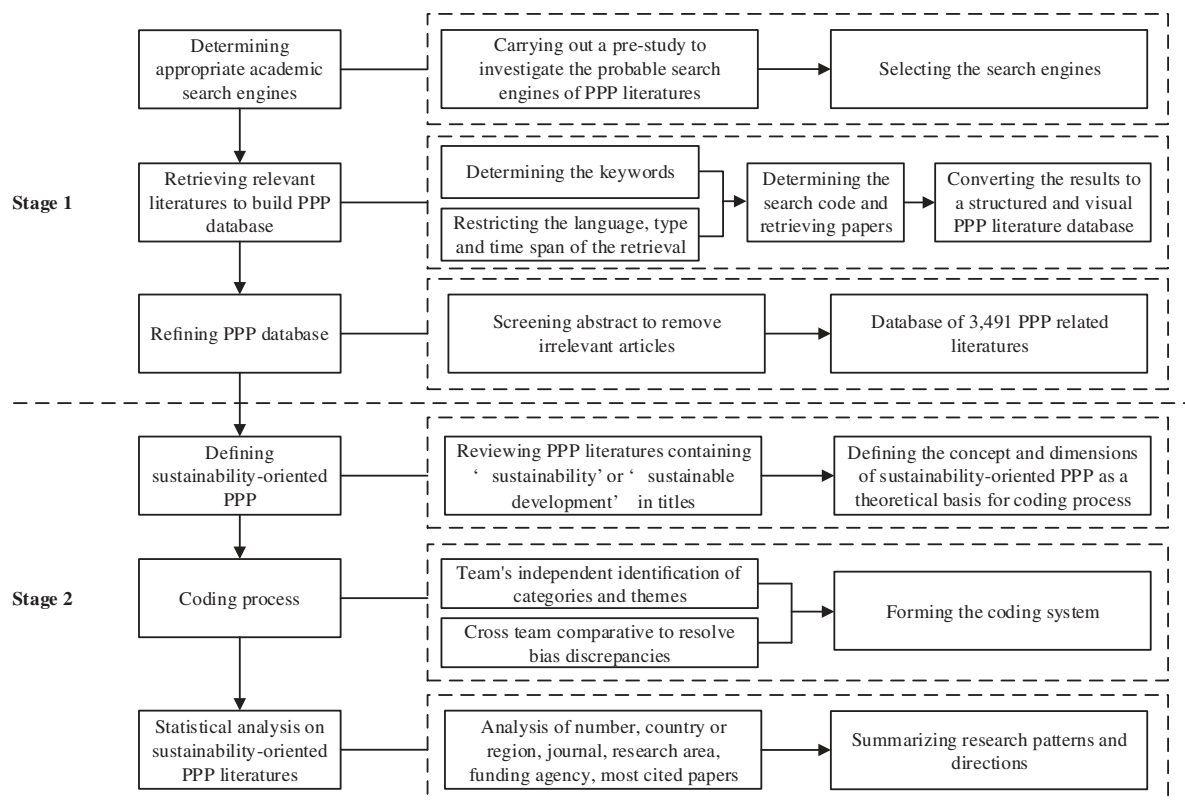 Determining
appropriate academic
search engines
Carrying out a pre-study to
investigate the probable search
engines of PPP literatures
Selecting the search engines
Stage 1
Retrieving relevant
literatures to build PPP
database
Determining the keywords
Restricting the language, type
and time span of the retrieval
Determining the
search code and
retrieving papers
Converting the results to
a structured and visual
PPP literature database
Refining PPP database
Screening abstract to remove
irrelevant articles
Database of 3,491 PPP related
literatures
Defining
sustainability-oriented
PPP
Reviewing PPP literatures containing
‘ sustainability’ or ‘ sustainable
development’ in titles
Defining the concept and dimensions
of sustainability-oriented PPP as a
theoretical basis for coding process
Stage 2
Coding process
Team's independent identification of
categories and themes
Cross team comparative to resolve
bias discrepancies
Forming the coding system
Statistical analysis on
sustainability-oriented
PPP literatures
Analysis of number, country or
region, journal, research area,
funding agency, most cited papers
Summarizing research patterns and
directions